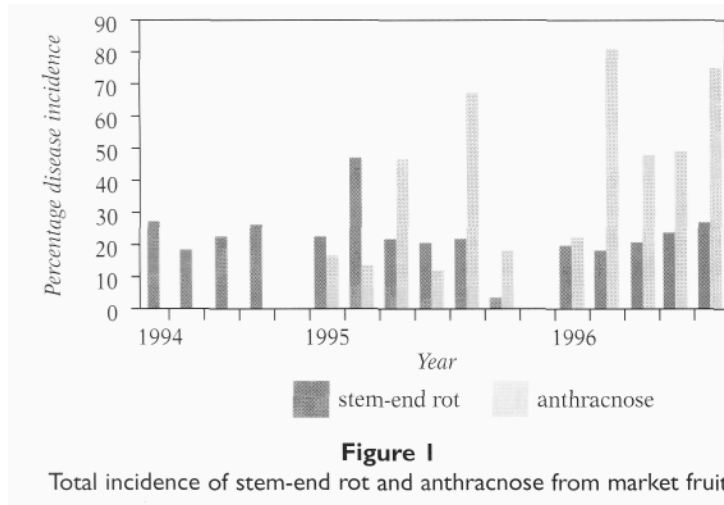 90
80
70
60
50
40
30
20
10
0
Percentage disease incidence
1994 1995 1996
Year
stem-end rot anthracnose
Figure 1
Total incidence of stem-end rot and anthracnose from market fruit